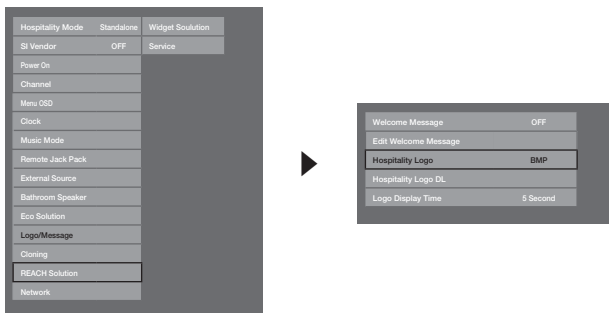 Hospitality Mode Standalone Widget Soulution
SI Vendor OFF Service
Power On
Channel
Menu OSD
Clock
Music Mode
Remote Jack Pack
External Source
Bathroom Speaker
Eco Solution
Logo/Message
Cloning
REACH Solution
Network
Welcome Message OFF
Edit Welcome Message
Hospitality Logo BMP
Hospitality Logo DL
Logo Display Time 5 Second